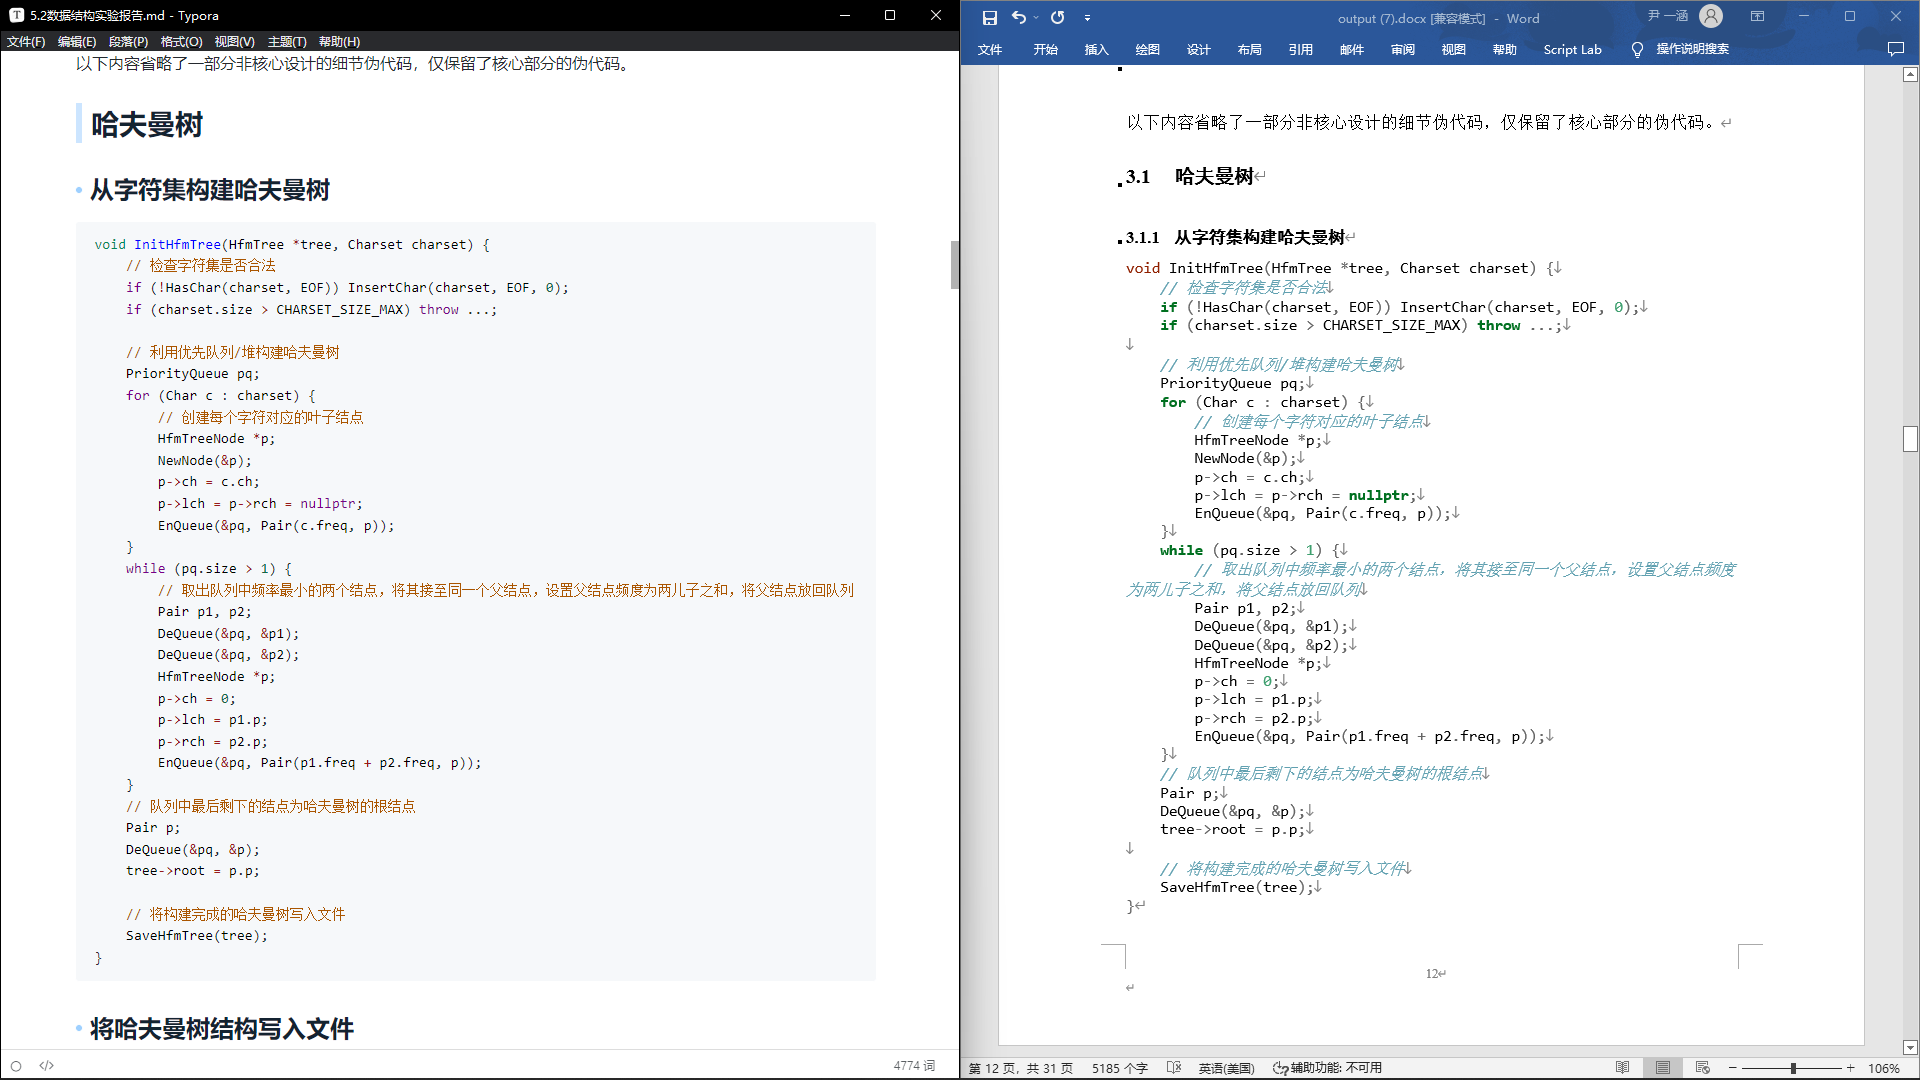 5.2数据结构实验报告.md - Typora
文件(F) 编辑(E) 段落(P) 格式(O) 视图(V) 主题(T) 帮助(H)
以下内容省略了一部分非核心设计的细节伪代码，仅保留了核心部分的伪代码。
哈夫曼树
从字符集构建哈夫曼树
void InitHfmTree(HfmTree *tree, Charset charset) {
// 检查字符集是否合法
if (!HasChar(charset, EOF)) InsertChar(charset, EOF, 0);
if (charset.size > CHARSET_SIZE_MAX) throw ...;
// 利用优先队列/堆构建哈夫曼树
PriorityQueue pq;
for (Char c : charset) {
// 创建每个字符对应的叶子结点
HfmTreeNode *p;
NewNode(&p);
p->ch = c.ch;
p->lch = p->rch = nullptr;
EnQueue(&pq, Pair(c.freq, p));
}
while (pq.size > 1) {
// 取出队列中频率最小的两个结点，将其接至同一个父结点，设置父结点频度为两儿子之和，将父结点放回队列
Pair p1, p2;
DeQueue(&pq, &p1);
DeQueue(&pq, &p2);
HfmTreeNode *p;
p->ch = 0;
p->lch = p1.p;
p->rch = p2.p;
EnQueue(&pq, Pair(p1.freq + p2.freq, p));
}
// 队列中最后剩下的结点为哈夫曼树的根结点
Pair p;
DeQueue(&pq, &p);
tree->root = p.p;
// 将构建完成的哈夫曼树写入文件
SaveHfmTree(tree);
}
将哈夫曼树结构写入文件
4774 词
output (7).docx [兼容模式] - Word
尹 一涵
文件 开始 插入 绘图 设计 布局 引用 邮件 审阅 视图 帮助 Script Lab 操作说明搜索
以下内容省略了一部分非核心设计的细节伪代码，仅保留了核心部分的伪代码。↵
3.1 哈夫曼树↵
3.1.1 从字符集构建哈夫曼树↵
void InitHfmTree(HfmTree *tree, Charset charset) {↓
// 检查字符集是否合法↓
if (!HasChar(charset, EOF)) InsertChar(charset, EOF, 0);↓
if (charset.size > CHARSET_SIZE_MAX) throw ...;↓
↓
// 利用优先队列/堆构建哈夫曼树↓
PriorityQueue pq;↓
for (Char c : charset) {↓
// 创建每个字符对应的叶子结点↓
HfmTreeNode *p;↓
NewNode(&p);↓
p->ch = c.ch;↓
p->lch = p->rch = nullptr;↓
EnQueue(&pq, Pair(c.freq, p));↓
}↓
while (pq.size > 1) {↓
// 取出队列中频率最小的两个结点，将其接至同一个父结点，设置父结点频度
为两儿子之和，将父结点放回队列↓
Pair p1, p2;↓
DeQueue(&pq, &p1);↓
DeQueue(&pq, &p2);↓
HfmTreeNode *p;↓
p->ch = 0;↓
p->lch = p1.p;↓
p->rch = p2.p;↓
EnQueue(&pq, Pair(p1.freq + p2.freq, p));↓
}↓
// 队列中最后剩下的结点为哈夫曼树的根结点↓
Pair p;↓
DeQueue(&pq, &p);↓
tree->root = p.p;↓
↓
// 将构建完成的哈夫曼树写入文件↓
SaveHfmTree(tree);↓
}↵
12↵
↵
第 12 页，共 31 页 5185 个字 英语(美国) 辅助功能: 不可用 106%